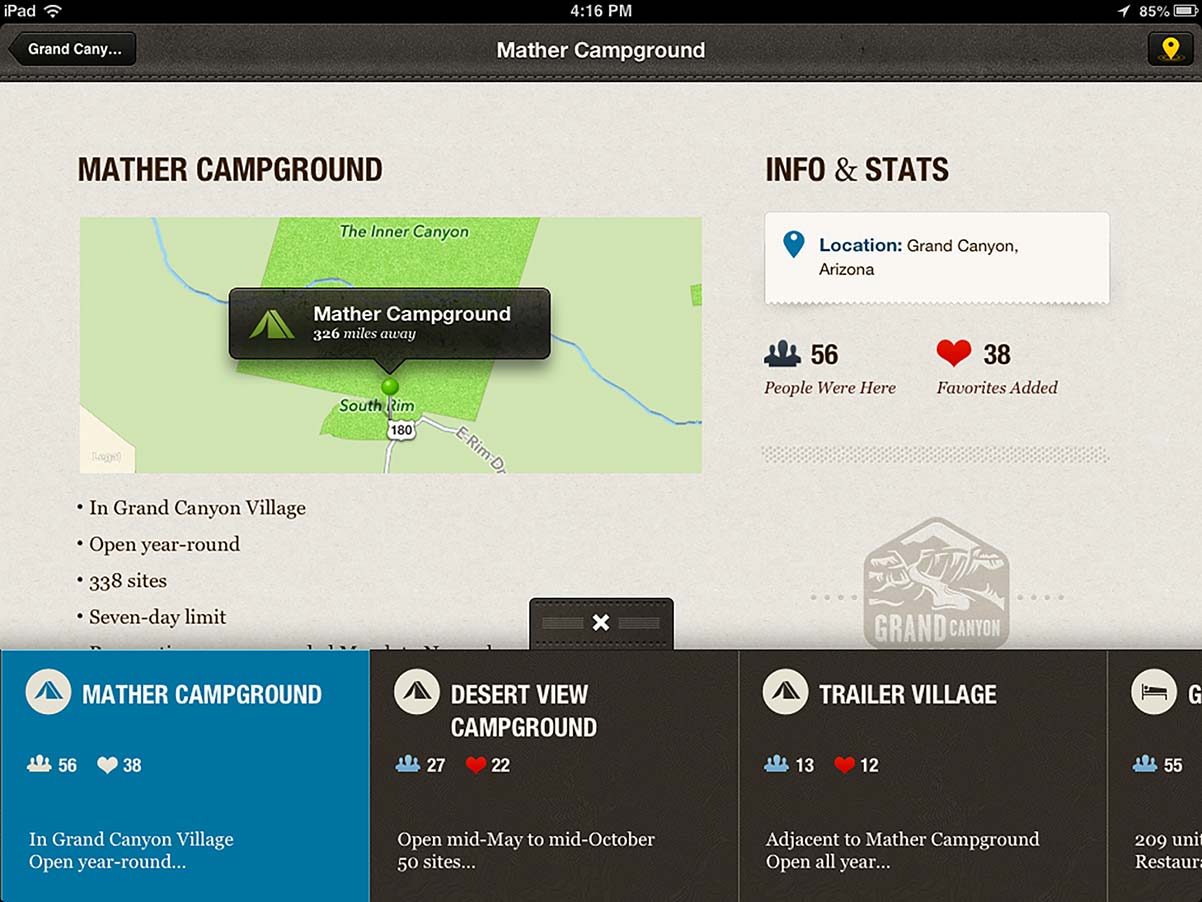 iPad 4:16 PM 85%
Grand Cany... Mather Campground
MATHER CAMPGROUND
The Inner Canyon
Mather Campground
326 miles away
South Rim
180
E-Rim-Dr
Legal
• In Grand Canyon Village
• Open year-round
• 338 sites
• Seven-day limit
INFO & STATS
Location: Grand Canyon,
Arizona
56
People Were Here
38
Favorites Added
GRAND CANYON
MATHER CAMPGROUND
56 38
In Grand Canyon Village
Open year-round...
DESERT VIEW
CAMPGROUND
27 22
Open mid-May to mid-October
50 sites...
TRAILER VILLAGE
13 12
Adjacent to Mather Campground
Open all year...
G
55
209 unit
Restaura